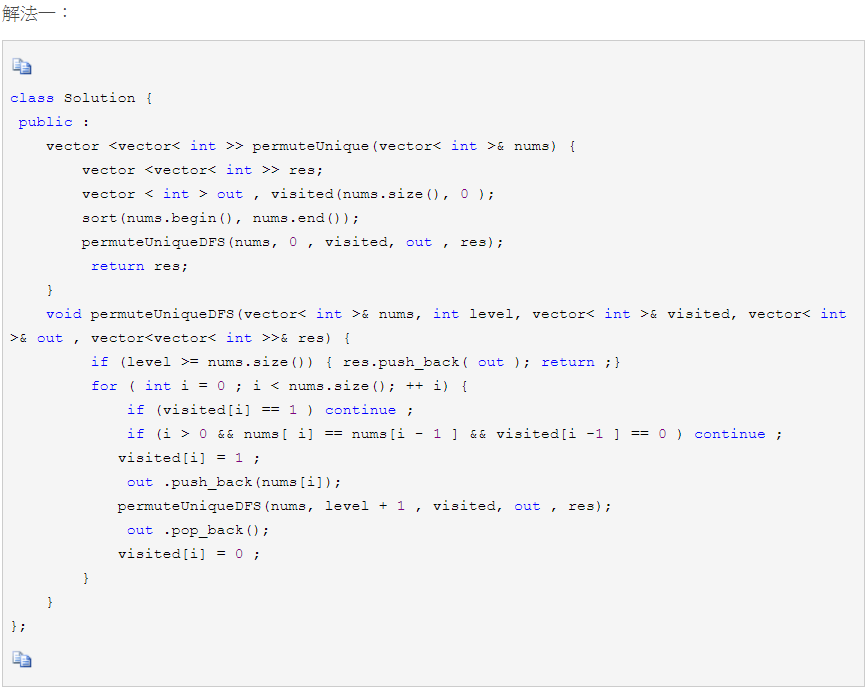 解法一：
class Solution {
 public :
    vector <vector< int >> permuteUnique(vector< int >& nums) {
        vector <vector< int >> res;
        vector < int > out , visited(nums.size(), 0 );
        sort(nums.begin(), nums.end());
        permuteUniqueDFS(nums, 0 , visited, out , res);
         return res;
    }
    void permuteUniqueDFS(vector< int >& nums, int level, vector< int >& visited, vector< int
>& out , vector<vector< int >>& res) {
         if (level >= nums.size()) { res.push_back( out ); return ;}
         for ( int i = 0 ; i < nums.size(); ++ i) {
             if (visited[i] == 1 ) continue ;
             if (i > 0 && nums[ i] == nums[i - 1 ] && visited[i -1 ] == 0 ) continue ;
            visited[i] = 1 ;
             out .push_back(nums[i]);
            permuteUniqueDFS(nums, level + 1 , visited, out , res);
             out .pop_back();
            visited[i] = 0 ;
        }
    }
};